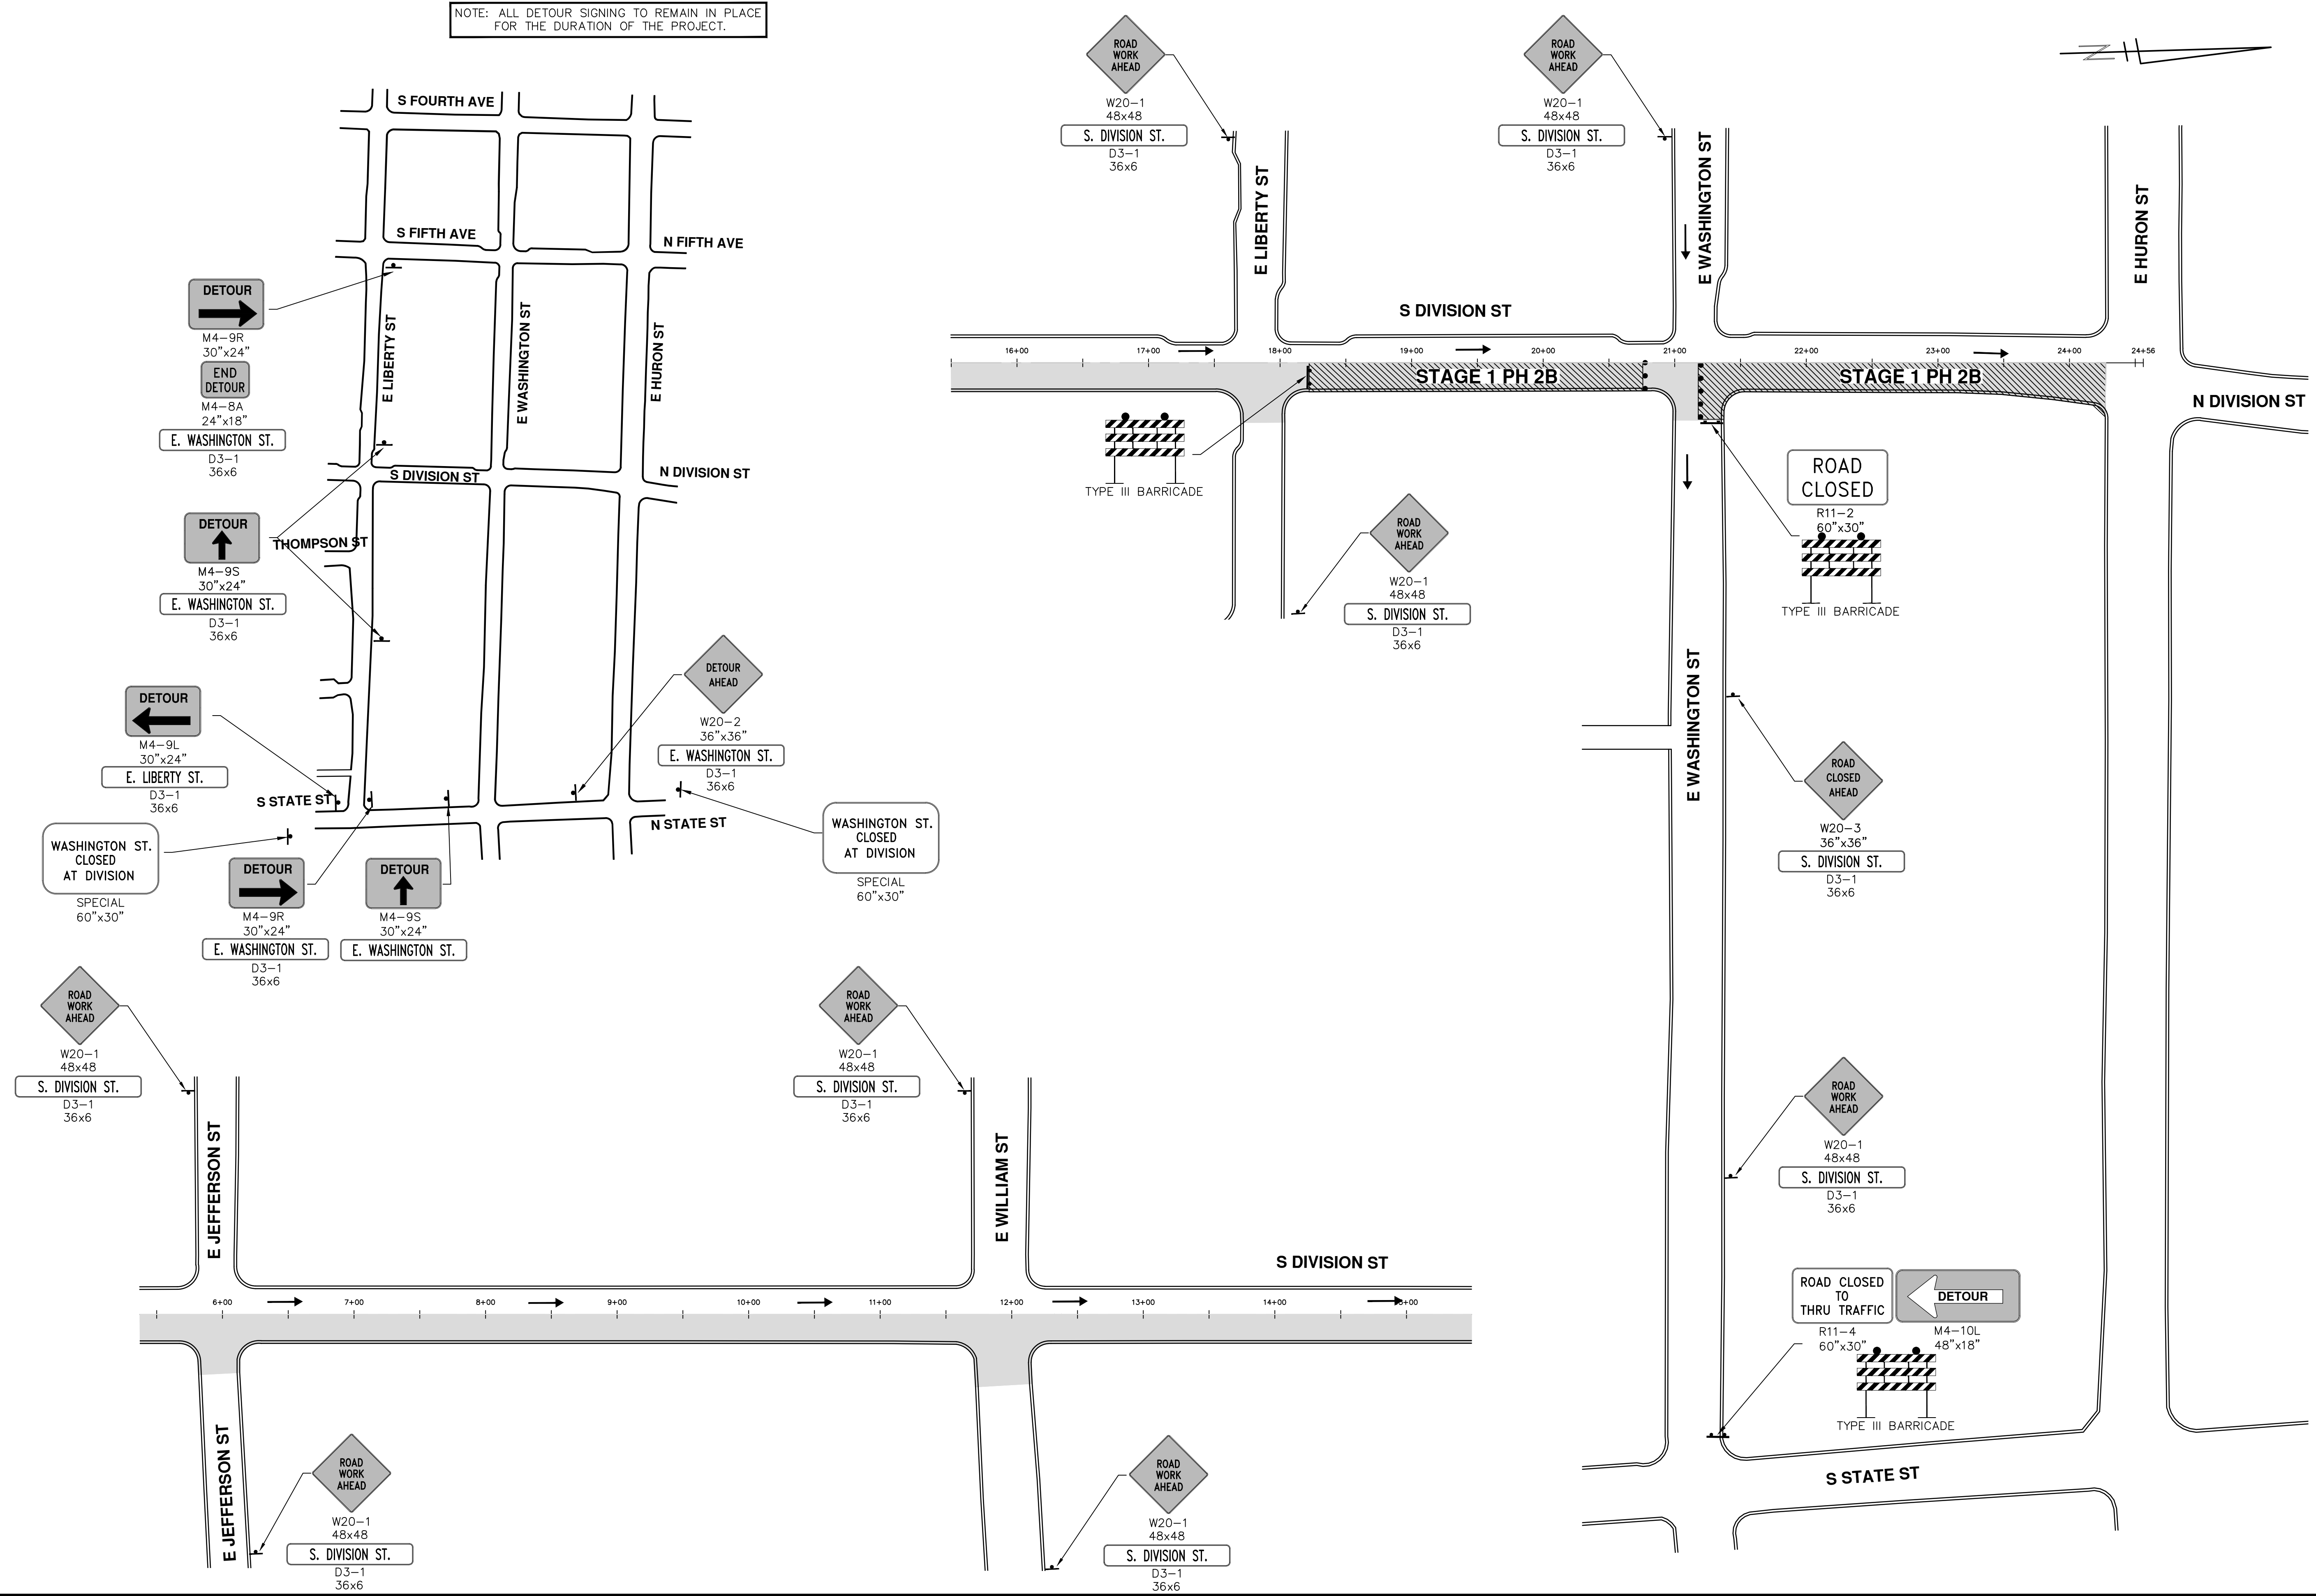 NOTE: ALL DETOUR SIGNING TO REMAIN IN PLACE
FOR THE DURATION OF THE PROJECT.
S FOURTH AVE
S FIFTH AVE
N FIFTH AVE
E LIBERTY ST
E WASHINGTON ST
E HURON ST
S DIVISION ST
N DIVISION ST
THOMPSON ST
S STATE ST
N STATE ST
DETOUR
M4-9R
30"x24"
END
DETOUR
M4-8A
24"x18"
E. WASHINGTON ST.
D3-1
36x6
DETOUR
M4-9S
30"x24"
E. WASHINGTON ST.
D3-1
36x6
DETOUR
M4-9L
30"x24"
E. LIBERTY ST.
D3-1
36x6
WASHINGTON ST.
CLOSED
AT DIVISION
SPECIAL
60"x30"
DETOUR
M4-9R
30"x24"
E. WASHINGTON ST.
D3-1
36x6
DETOUR
M4-9S
30"x24"
E. WASHINGTON ST.
DETOUR
AHEAD
W20-2
36"x36"
E. WASHINGTON ST.
D3-1
36x6
WASHINGTON ST.
CLOSED
AT DIVISION
SPECIAL
60"x30"
ROAD
WORK
AHEAD
W20-1
48x48
S. DIVISION ST.
D3-1
36x6
ROAD
WORK
AHEAD
W20-1
48x48
S. DIVISION ST.
D3-1
36x6
N
E LIBERTY ST
E WASHINGTON ST
E HURON ST
S DIVISION ST
16+00
17+00
18+00
19+00
20+00
21+00
22+00
23+00
24+00
24+56
STAGE 1 PH 2B
STAGE 1 PH 2B
N DIVISION ST
TYPE III BARRICADE
ROAD
WORK
AHEAD
W20-1
48x48
S. DIVISION ST.
D3-1
36x6
ROAD
CLOSED
R11-2
60"x30"
TYPE III BARRICADE
E WASHINGTON ST
ROAD
CLOSED
AHEAD
W20-3
36"x36"
S. DIVISION ST.
D3-1
36x6
ROAD
WORK
AHEAD
W20-1
48x48
S. DIVISION ST.
D3-1
36x6
ROAD CLOSED
TO
THRU TRAFFIC
DETOUR
R11-4
60"x30"
M4-10L
48"x18"
TYPE III BARRICADE
S STATE ST
ROAD
WORK
AHEAD
W20-1
48x48
S. DIVISION ST.
D3-1
36x6
ROAD
WORK
AHEAD
W20-1
48x48
S. DIVISION ST.
D3-1
36x6
E JEFFERSON ST
E WILLIAM ST
S DIVISION ST
6+00
7+00
8+00
9+00
10+00
11+00
12+00
13+00
14+00
5+00
E JEFFERSON ST
ROAD
WORK
AHEAD
W20-1
48x48
S. DIVISION ST.
D3-1
36x6
ROAD
WORK
AHEAD
W20-1
48x48
S. DIVISION ST.
D3-1
36x6